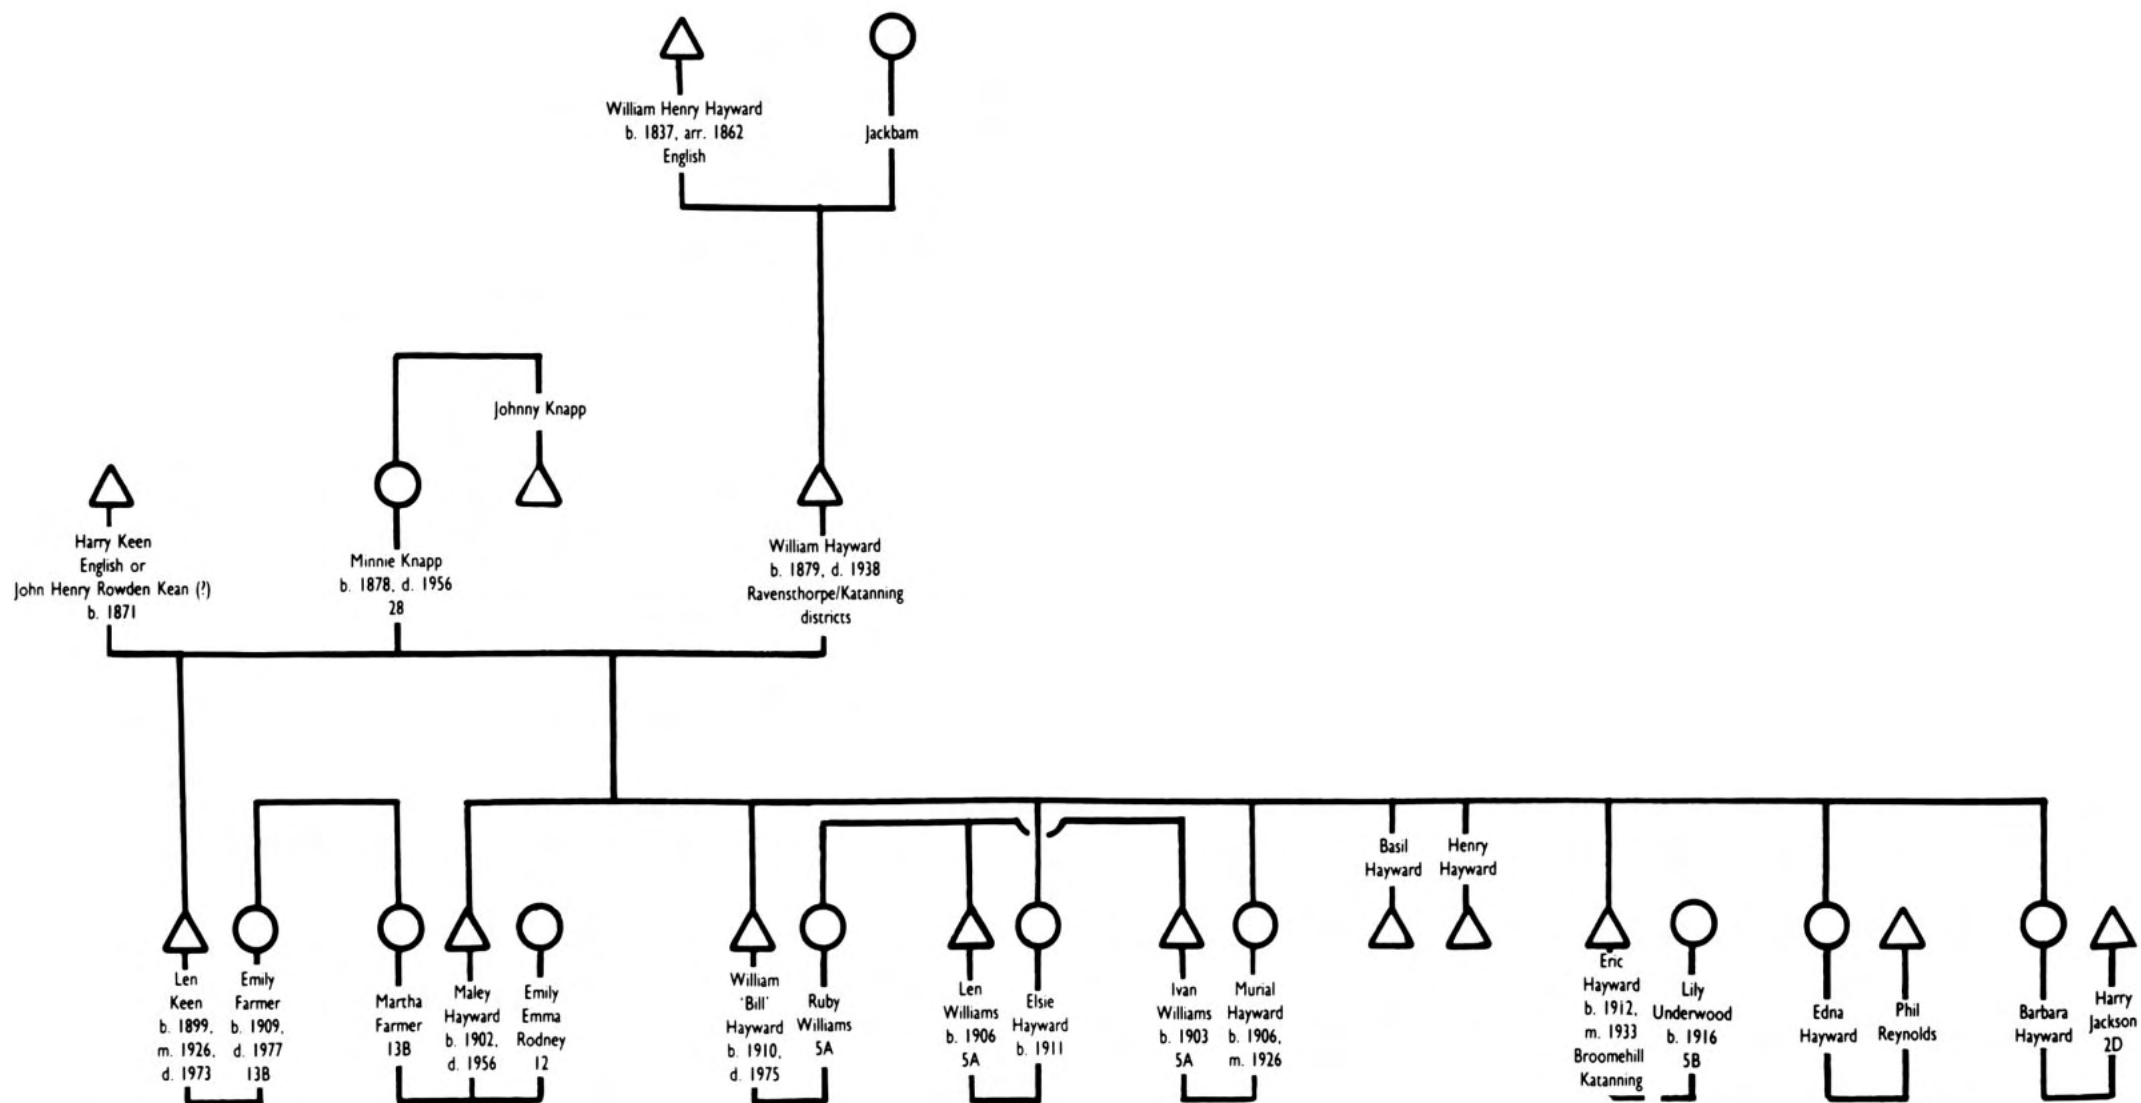 William Henry Hayward
b. 1837, arr. 1862
English
Jackbam
Johnny Knapp
Harry Keen
English or
John Henry Rowden Kean (?)
b. 1871
Minnie Knapp
b. 1878, d. 1956
28
William Hayward
b. 1879, d. 1938
Ravensthorpe/Katanning
districts
Len
Keen
b. 1899,
m. 1926,
d. 1973
Emily
Farmer
b. 1909,
d. 1977
13B
Martha
Farmer
13B
Maley
Hayward
b. 1902,
d. 1956
Emily
Emma
Rodney
12
William
'Bill'
Hayward
b. 1910,
d. 1975
Ruby
Williams
5A
Len
Williams
b. 1906
5A
Elsie
Hayward
b. 1911
Ivan
Williams
b. 1903
5A
Murial
Hayward
b. 1906,
m. 1926
Basil
Hayward
Henry
Hayward
Eric
Hayward
b. 1912,
m. 1933
Broomehill
Katanning
Lily
Underwood
b. 1916
5B
Edna
Hayward
Phil
Reynolds
Barbara
Hayward
Harry
Jackson
2D